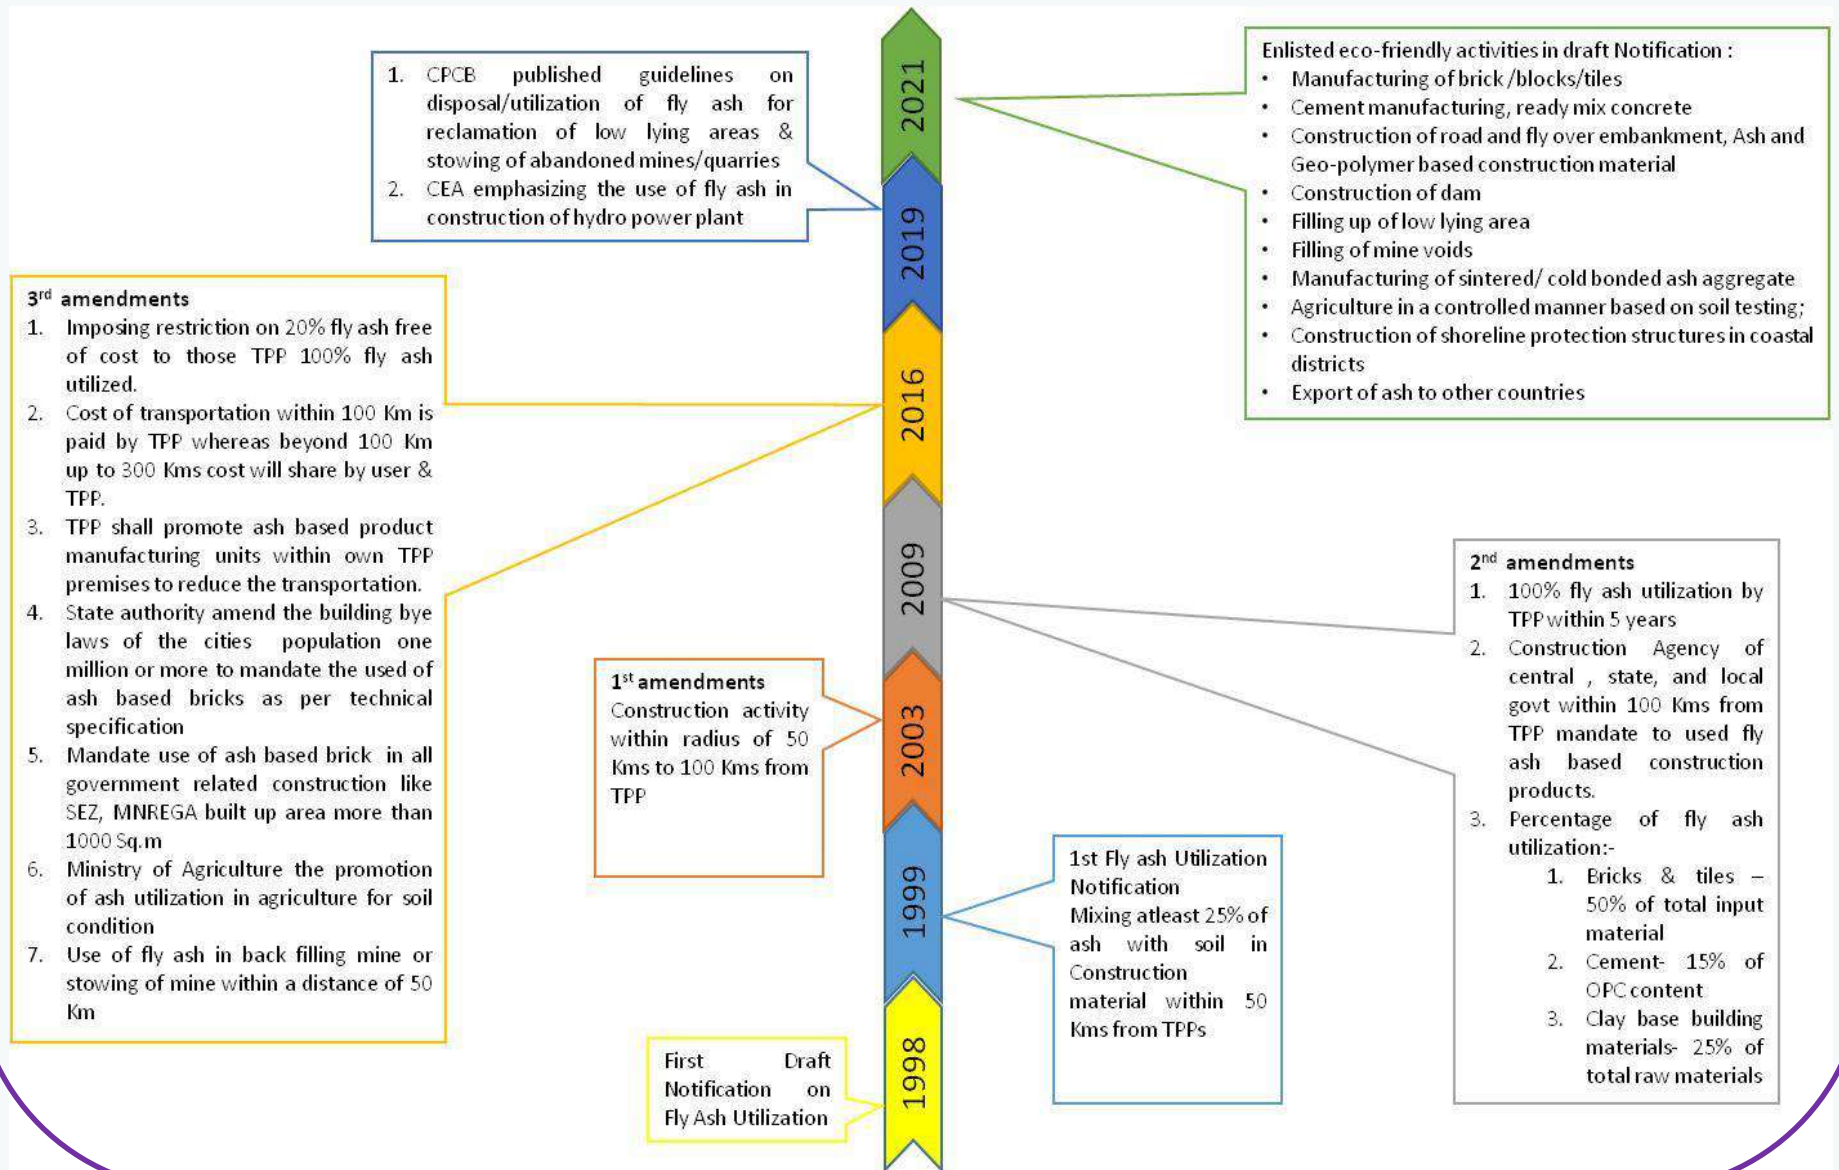 1. CPCB published guidelines on
disposal/utilization of fly ash for
reclamation of low lying areas &
stowing of abandoned mines/quarries
2. CEA emphasizing the use of fly ash in
construction of hydro power plant
2021
Enlisted eco-friendly activities in draft Notification :
• Manufacturing of brick /blocks/tiles
• Cement manufacturing, ready mix concrete
• Construction of road and fly over embankment, Ash and
Geo-polymer based construction material
• Construction of dam
• Filling up of low lying area
• Filling of mine voids
• Manufacturing of sintered/ cold bonded ash aggregate
• Agriculture in a controlled manner based on soil testing;
• Construction of shoreline protection structures in coastal
districts
• Export of ash to other countries
2019
3rd amendments
1. Imposing restriction on 20% fly ash free
of cost to those TPP 100% fly ash
utilized.
2. Cost of transportation within 100 Km is
paid by TPP whereas beyond 100 Km
up to 300 Kms cost will share by user &
TPP.
3. TPP shall promote ash based product
manufacturing units within own TPP
premises to reduce the transportation.
4. State authority amend the building bye
laws of the cities population one
million or more to mandate the used of
ash based bricks as per technical
specification
5. Mandate use of ash based brick in all
government related construction like
SEZ, MNREGA built up area more than
1000 Sq.m
6. Ministry of Agriculture the promotion
of ash utilization in agriculture for soil
condition
7. Use of fly ash in back filling mine or
stowing of mine within a distance of 50
Km
2016
2009
2nd amendments
1. 100% fly ash utilization by
TPP within 5 years
2. Construction Agency of
central , state, and local
govt within 100 Kms from
TPP mandate to used fly
ash based construction
products.
3. Percentage of fly ash
utilization:-
1. Bricks & tiles –
50% of total input
material
2. Cement- 15% of
OPC content
3. Clay base building
materials- 25% of
total raw materials
1st amendments
Construction activity
within radius of 50
Kms to 100 Kms from
TPP
2003
1999
1st Fly ash Utilization
Notification
Mixing atleast 25% of
ash with soil in
Construction
material within 50
Kms from TPPs
First Draft
Notification on
Fly Ash Utilization
1998